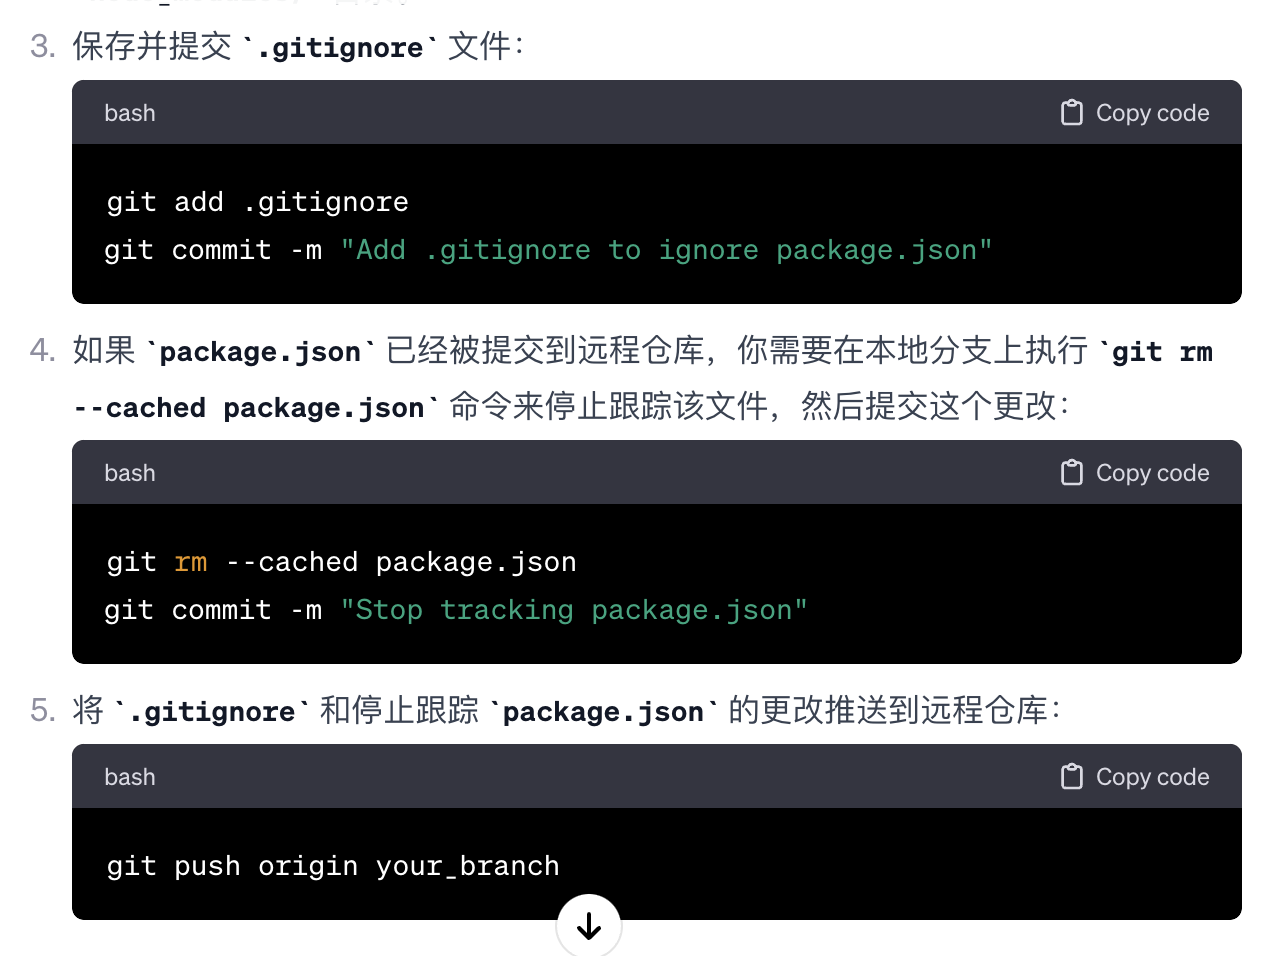 3. 保存并提交 `.gitignore` 文件：
bash
Copy code
git add .gitignore
git commit -m "Add .gitignore to ignore package.json"
4. 如果 `package.json` 已经被提交到远程仓库，你需要在本地分支上执行 `git rm
--cached package.json` 命令来停止跟踪该文件，然后提交这个更改：
bash
Copy code
git rm --cached package.json
git commit -m "Stop tracking package.json"
5. 将 `.gitignore` 和停止跟踪 `package.json` 的更改推送到远程仓库：
bash
Copy code
git push origin your_branch